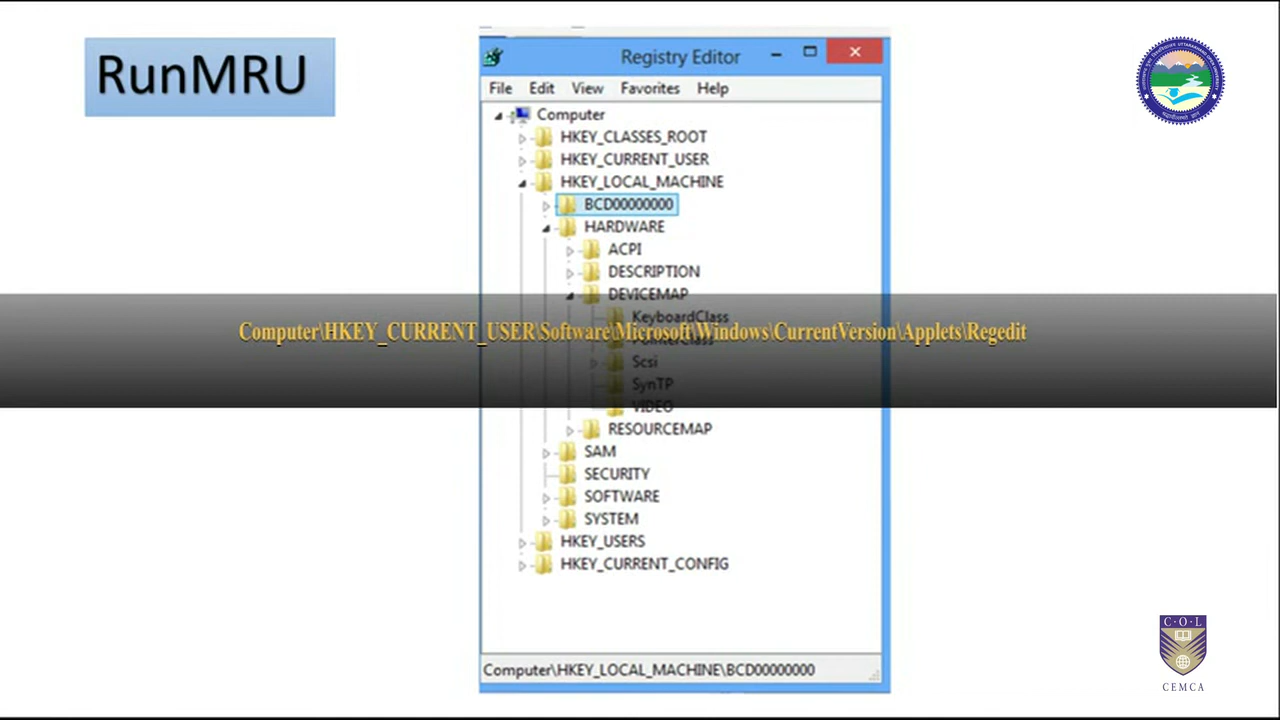 RunMRU
Registry Editor
File Edit View Favorites Help
Computer
HKEY_CLASSES_ROOT
HKEY_CURRENT_USER
HKEY_LOCAL_MACHINE
BCD00000000
HARDWARE
ACPI
DESCRIPTION
DEVICEMAP
KeyboardClass
Computer\HKEY_CURRENT_USER\Software\Microsoft\Windows\CurrentVersion\Applets\Regedit
PointerClass
Scsi
SynTP
VIDEO
RESOURCEMAP
SAM
SECURITY
SOFTWARE
SYSTEM
HKEY_USERS
HKEY_CURRENT_CONFIG
Computer\HKEY_LOCAL_MACHINE\BCD00000000
C·O·L
CEMCA